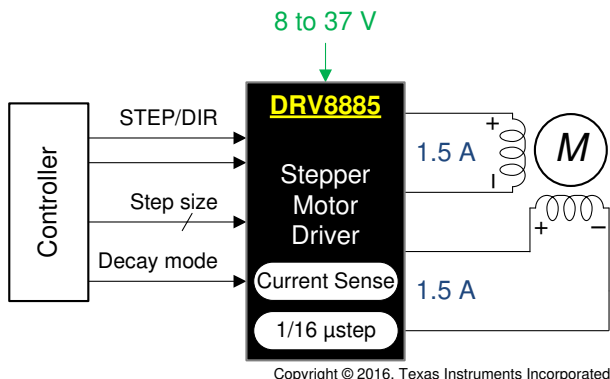 8 to 37 V
Controller
STEP/DIR
Step size
Decay mode
DRV8885
Stepper
Motor
Driver
Current Sense
1/16 µstep
1.5 A
+
−
M
+ −
1.5 A
Copyright © 2016, Texas Instruments Incorporated